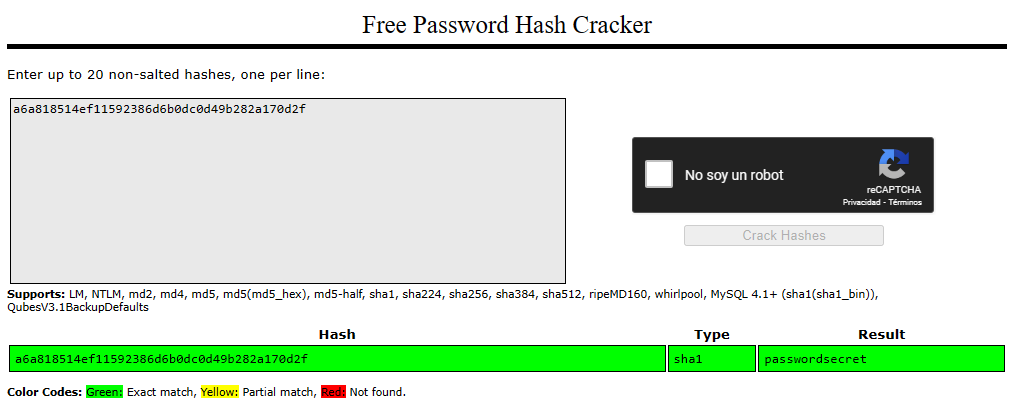 Free Password Hash Cracker
Enter up to 20 non-salted hashes, one per line:
a6a818514ef11592386d6b0dc0d49b282a170d2f
No soy un robot
reCAPTCHA
Privacidad - Términos
Crack Hashes
Supports: LM, NTLM, md2, md4, md5, md5(md5_hex), md5-half, sha1, sha224, sha256, sha384, sha512, ripeMD160, whirlpool, MySQL 4.1+ (sha1(sha1_bin)),
QubesV3.1BackupDefaults
Hash Type Result
a6a818514ef11592386d6b0dc0d49b282a170d2f sha1 passwordsecret
Color Codes: Green: Exact match, Yellow: Partial match, Red: Not found.